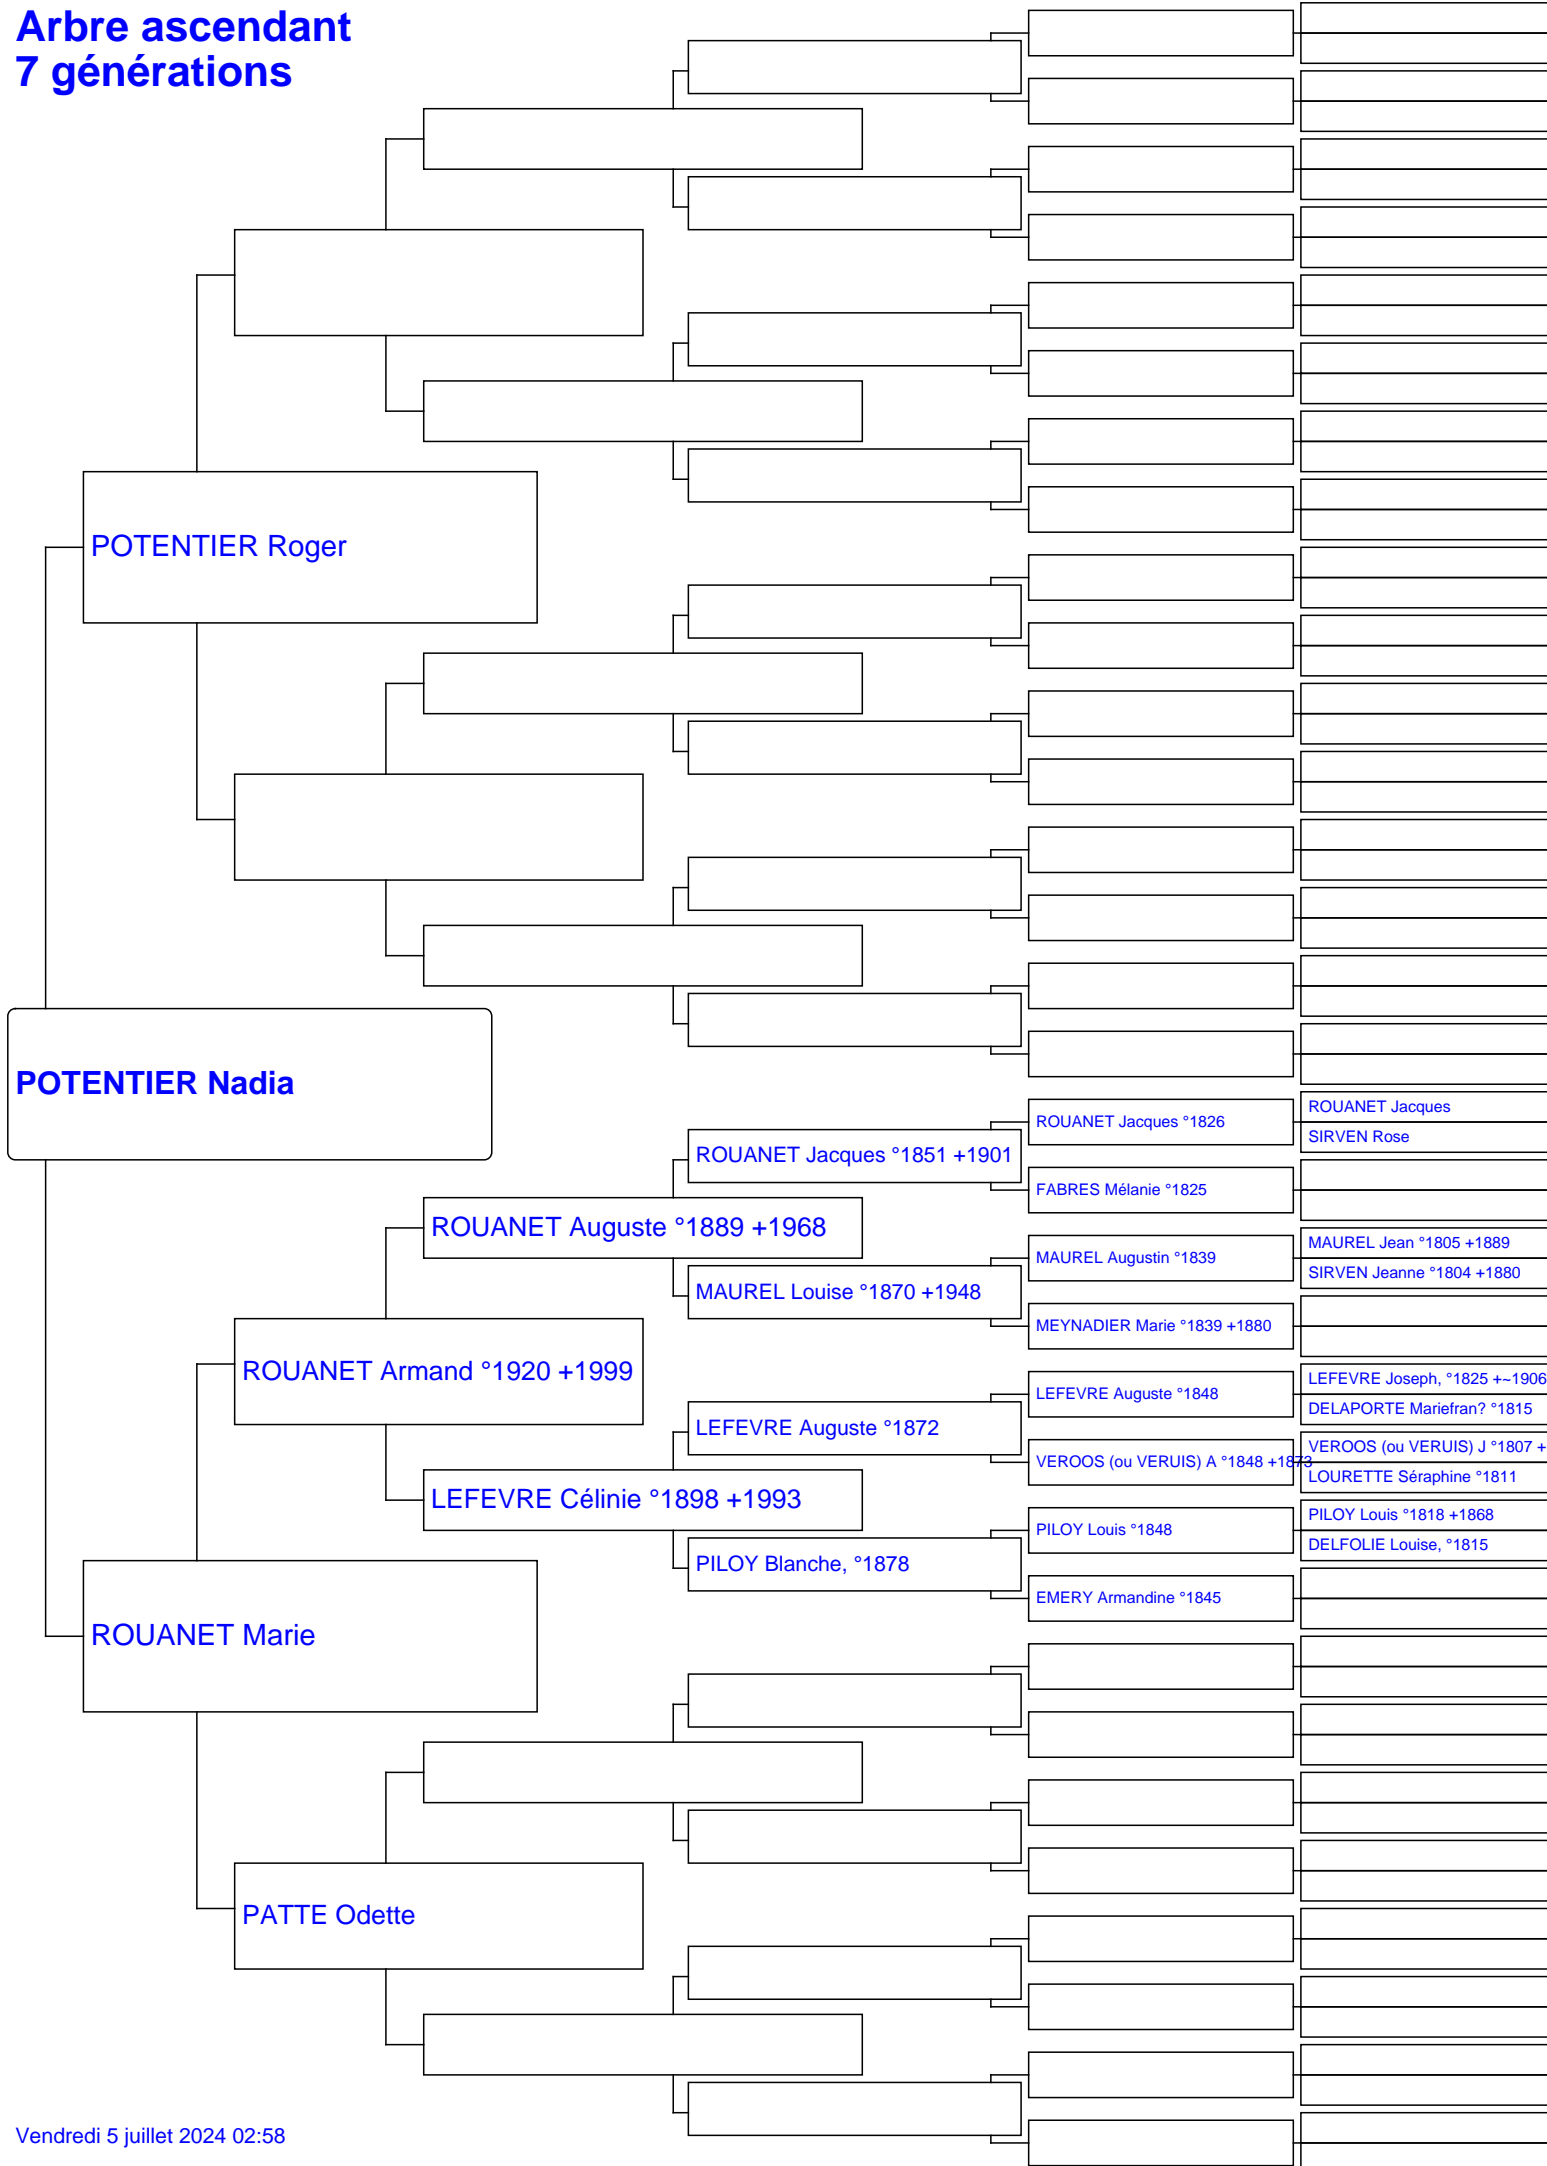 Arbre ascendant
7 générations
POTENTIER Roger
POTENTIER Nadia
ROUANET Jacques °1826
ROUANET Jacques
SIRVEN Rose
ROUANET Jacques °1851 +1901
FABRES Mélanie °1825
ROUANET Auguste °1889 +1968
MAUREL Augustin °1839
MAUREL Jean °1805 +1889
SIRVEN Jeanne °1804 +1880
MAUREL Louise °1870 +1948
MEYNADIER Marie °1839 +1880
ROUANET Armand °1920 +1999
LEFEVRE Auguste °1848
LEFEVRE Joseph, °1825 +~1906
DELAPORTE Mariefran? °1815
LEFEVRE Auguste °1872
VEROOS (ou VERUIS) A °1848 +1873
VEROOS (ou VERUIS) J °1807 +
LOURETTE Séraphine °1811
LEFEVRE Célinie °1898 +1993
PILOY Louis °1848
PILOY Louis °1818 +1868
DELFOLIE Louise, °1815
PILOY Blanche, °1878
EMERY Armandine °1845
ROUANET Marie
PATTE Odette
Vendredi 5 juillet 2024 02:58